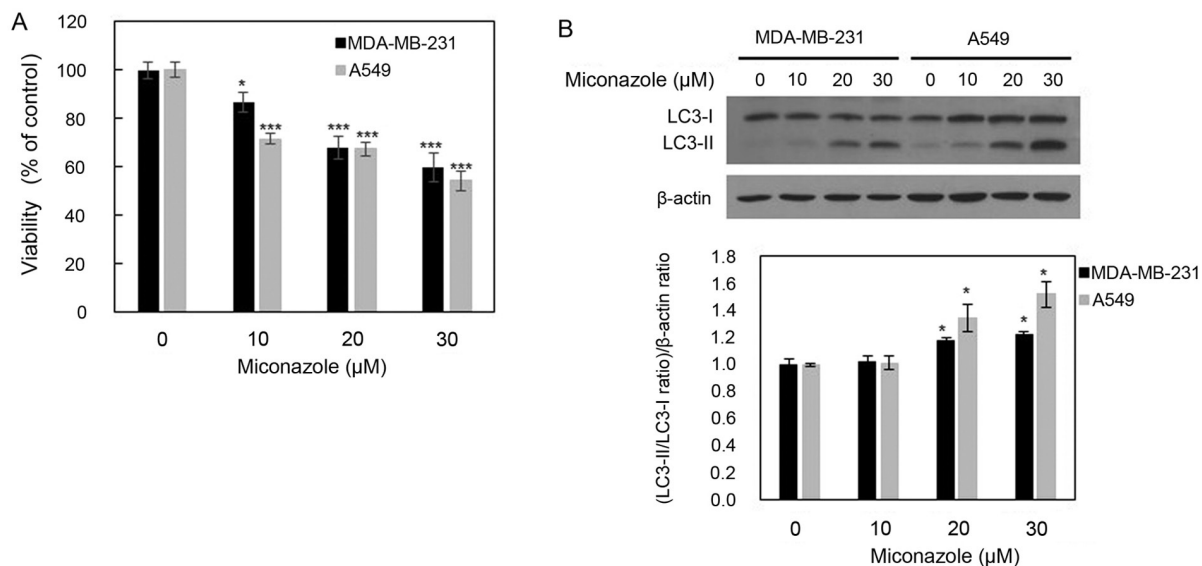 A
Viability (% of control)
120
100
80
60
40
20
0
MDA-MB-231
A549
*
***
***
***
***
***
0 10 20 30
Miconazole (µM)
B
MDA-MB-231 A549
Miconazole (µM) 0 10 20 30 0 10 20 30
LC3-I
LC3-II
β-actin
(LC3-II/LC3-I ratio)/β-actin ratio
1.8
1.6
1.4
1.2
1.0
0.8
0.6
0.4
0.2
0.0
MDA-MB-231
A549
*
*
*
*
0 10 20 30
Miconazole (µM)